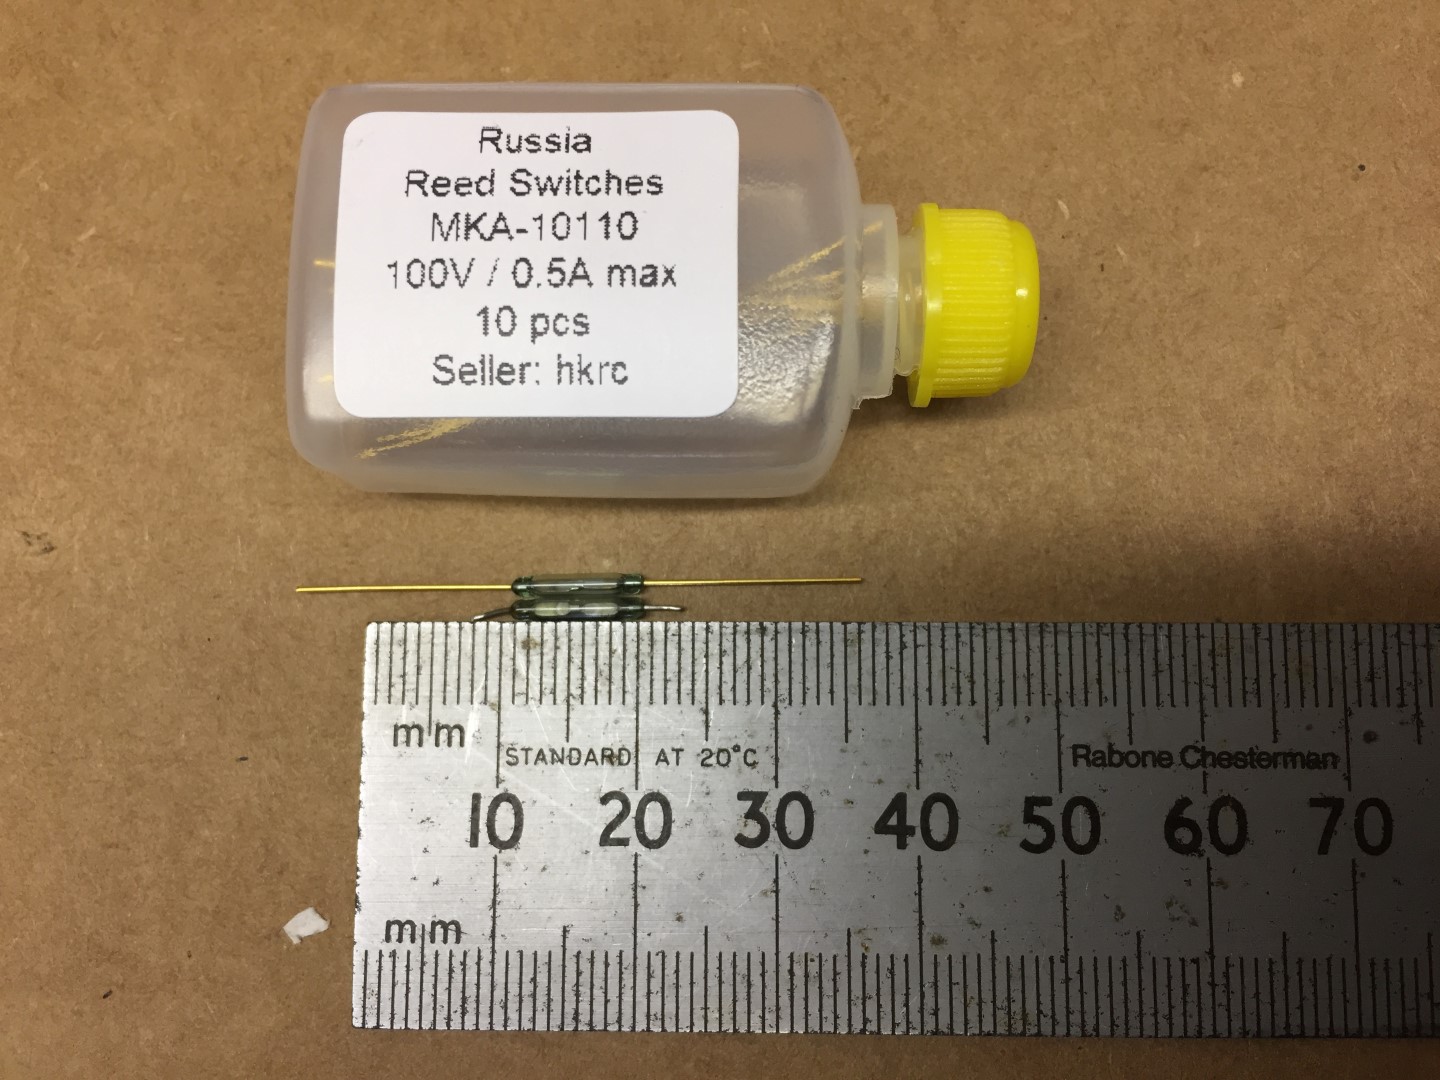 Russia
Reed Switches
MKA-10110
100V / 0.5A max
10 pcs
Seller: hkrc
mm
STANDARD AT 20°C
Rabone Chesterman
10 20 30 40 50 60 70
mm